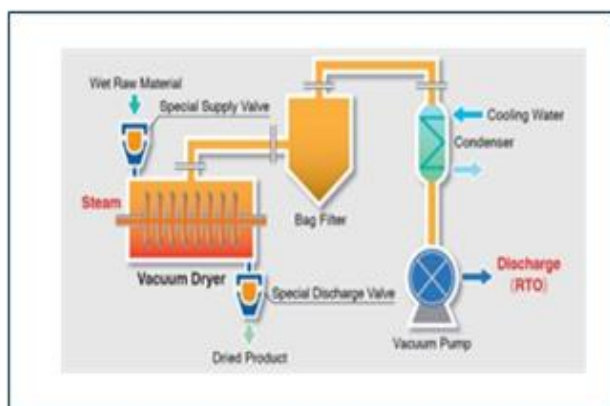 Wet Raw Material
Special Supply Valve
Cooling Water
Condenser
Steam
Bag Filter
Vacuum Dryer
Special Discharge Valve
Discharge
(RTO)
Vacuum Pump
Dried Product